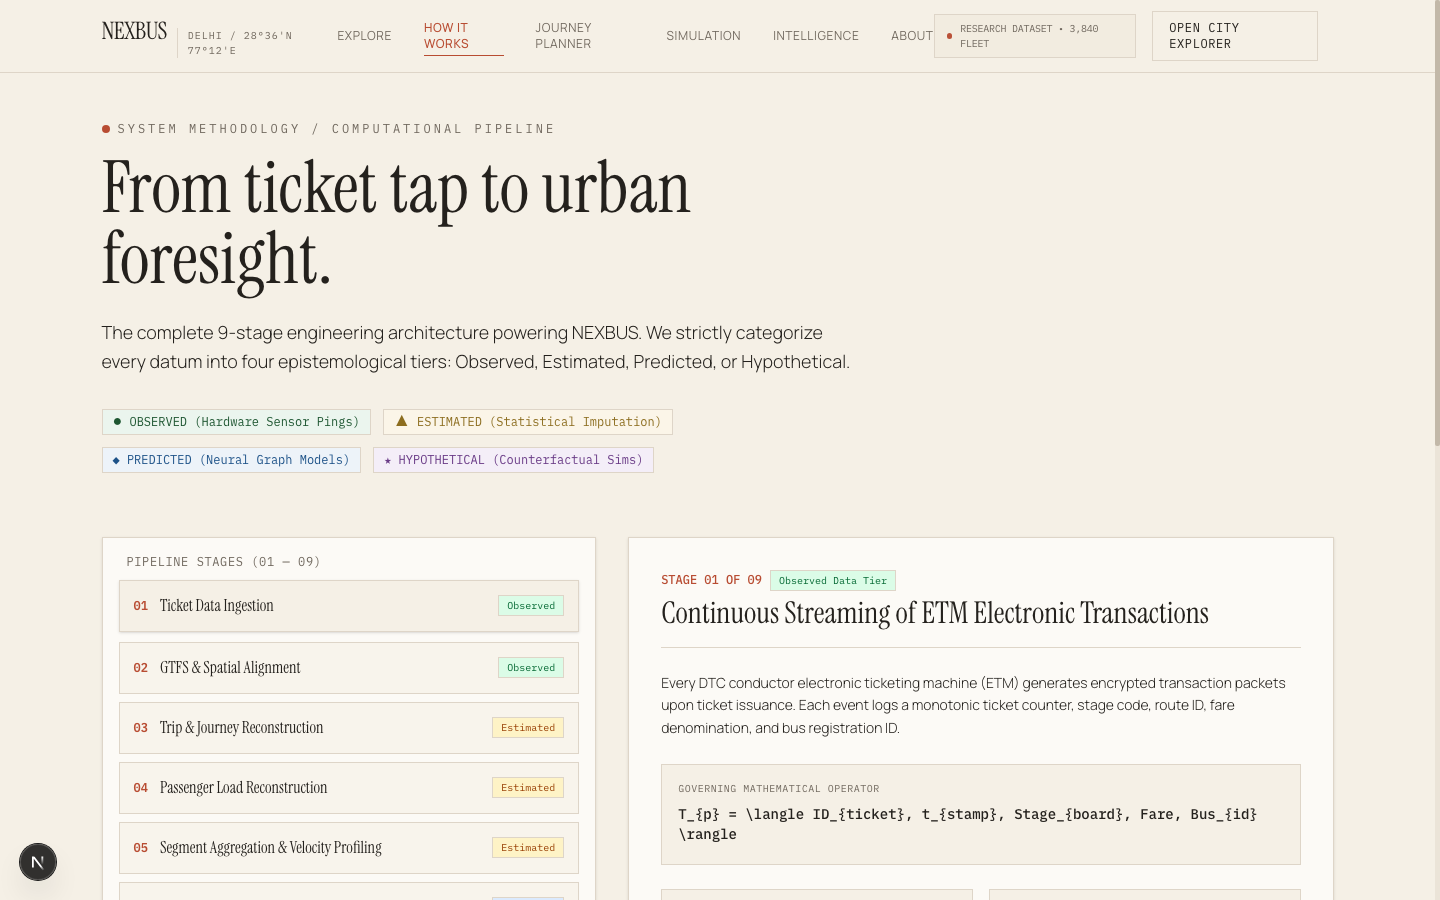 NEXBUS
DELHI / 28°36'N
77°12'E
EXPLORE
HOW IT
WORKS
JOURNEY
PLANNER
SIMULATION
INTELLIGENCE
ABOUT
RESEARCH DATASET • 3,840
FLEET
OPEN CITY
EXPLORER
SYSTEM METHODOLOGY / COMPUTATIONAL PIPELINE
From ticket tap to urban
foresight.
The complete 9-stage engineering architecture powering NEXBUS. We strictly categorize
every datum into four epistemological tiers: Observed, Estimated, Predicted, or Hypothetical.
● OBSERVED (Hardware Sensor Pings)
▲ ESTIMATED (Statistical Imputation)
◆ PREDICTED (Neural Graph Models)
★ HYPOTHETICAL (Counterfactual Sims)
PIPELINE STAGES (01 — 09)
01 Ticket Data Ingestion Observed
02 GTFS & Spatial Alignment Observed
03 Trip & Journey Reconstruction Estimated
04 Passenger Load Reconstruction Estimated
05 Segment Aggregation & Velocity Profiling Estimated
STAGE 01 OF 09 Observed Data Tier
Continuous Streaming of ETM Electronic Transactions
Every DTC conductor electronic ticketing machine (ETM) generates encrypted transaction packets
upon ticket issuance. Each event logs a monotonic ticket counter, stage code, route ID, fare
denomination, and bus registration ID.
GOVERNING MATHEMATICAL OPERATOR
T_{p} = \langle ID_{ticket}, t_{stamp}, Stage_{board}, Fare, Bus_{id}
\rangle
N